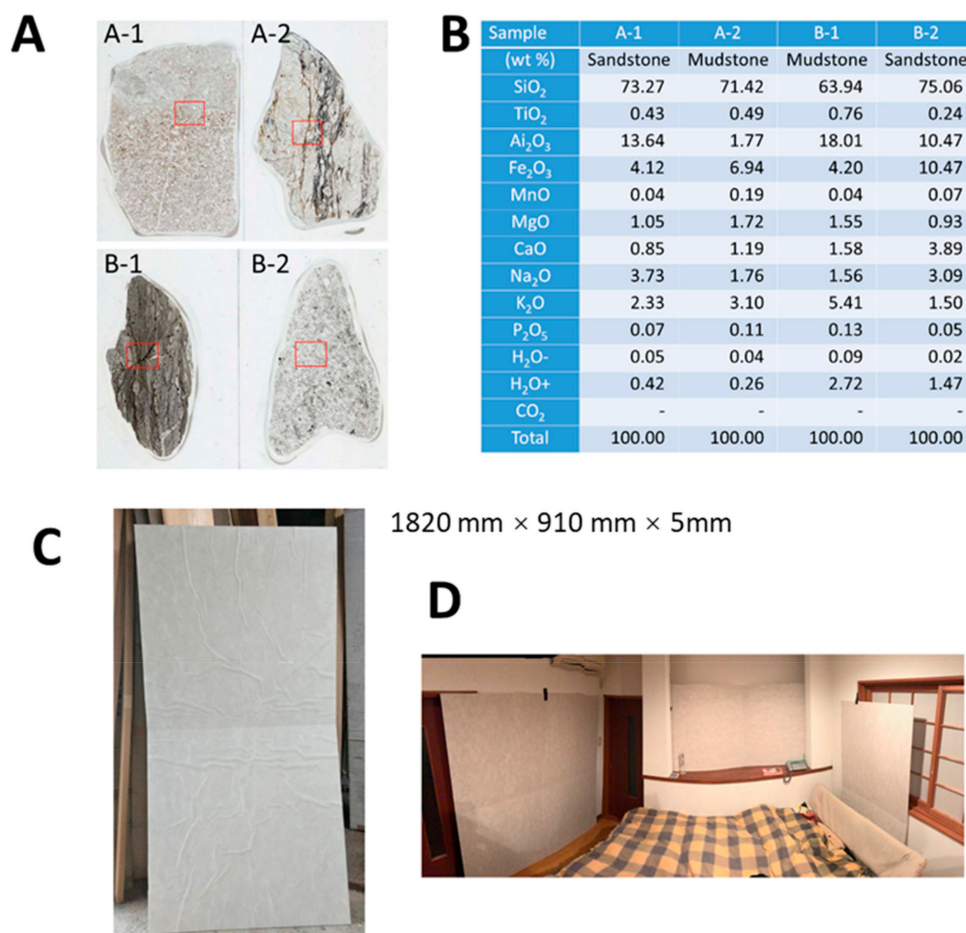 A
A-1
A-2
B-1
B-2
B
Sample A-1 A-2 B-1 B-2
(wt %) Sandstone Mudstone Mudstone Sandstone
SiO₂ 73.27 71.42 63.94 75.06
TiO₂ 0.43 0.49 0.76 0.24
Ai₂O₃ 13.64 1.77 18.01 10.47
Fe₂O₃ 4.12 6.94 4.20 10.47
MnO 0.04 0.19 0.04 0.07
MgO 1.05 1.72 1.55 0.93
CaO 0.85 1.19 1.58 3.89
Na₂O 3.73 1.76 1.56 3.09
K₂O 2.33 3.10 5.41 1.50
P₂O₅ 0.07 0.11 0.13 0.05
H₂O- 0.05 0.04 0.09 0.02
H₂O+ 0.42 0.26 2.72 1.47
CO₂ - - - -
Total 100.00 100.00 100.00 100.00
C
1820 mm × 910 mm × 5mm
D